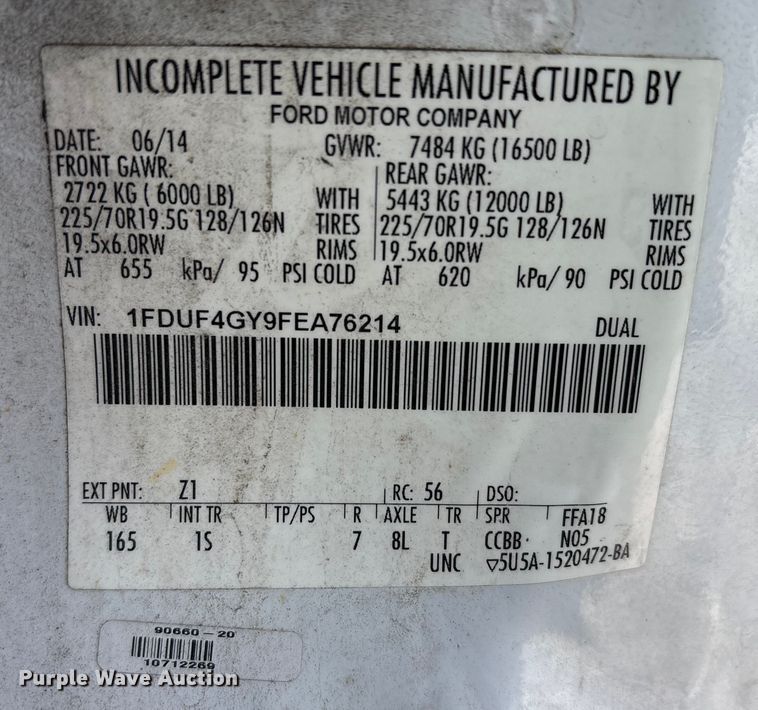 INCOMPLETE VEHICLE MANUFACTURED BY
FORD MOTOR COMPANY
DATE: 06/14 GVWR: 7484 KG (16500 LB)
FRONT GAWR: REAR GAWR:
2722 KG ( 6000 LB) WITH 5443 KG (12000 LB) WITH
225/70R19.5G 128/126N TIRES 225/70R19.5G 128/126N TIRES
19.5x6.0RW RIMS 19.5x6.0RW RIMS
AT 655 kPa/ 95 PSI COLD AT 620 kPa/ 90 PSI COLD
VIN: 1FDUF4GY9FEA76214 DUAL
EXT PNT: Z1 RC: 56 DSO:
WB INT TR TP/PS R AXLE TR SPR FFA18
165 1S 7 8L T CCBB N05
UNC ▽5U5A-1520472-BA
90660-20
10712269
Purple Wave Auction